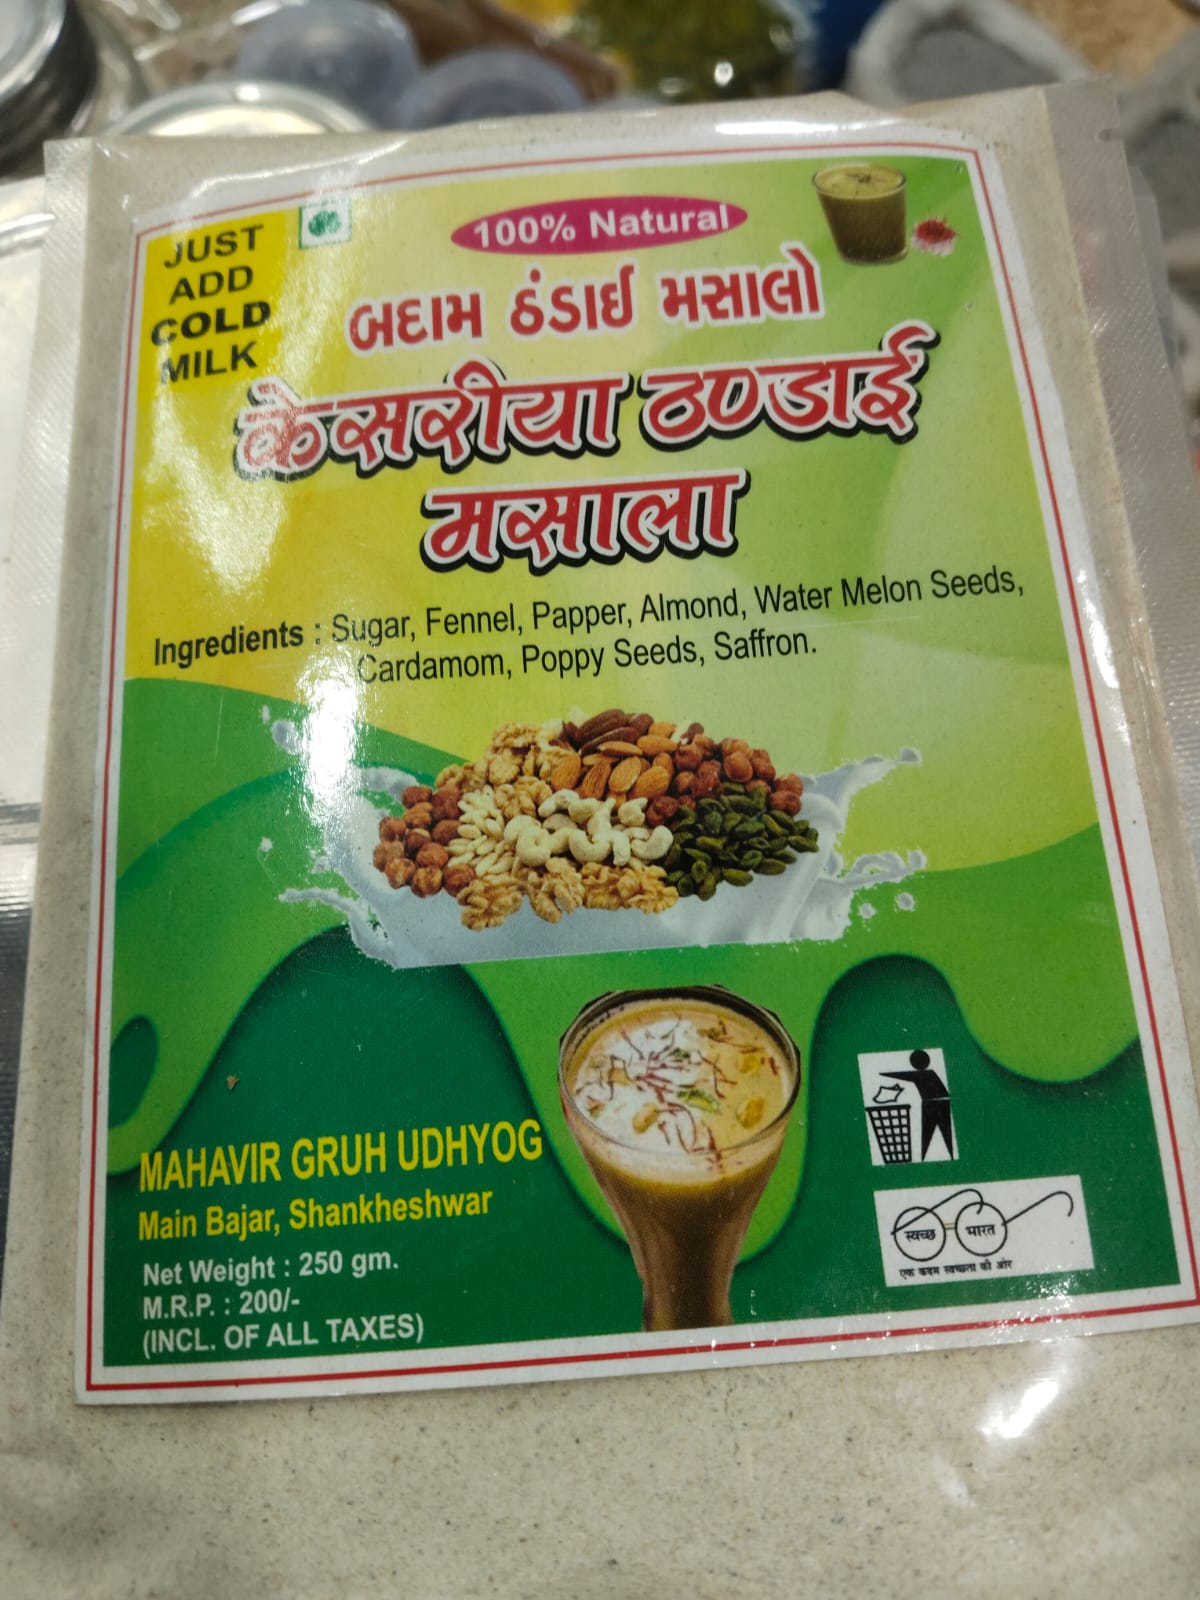 JUST
ADD
COLD
MILK
100% Natural
બદામ ઠંડાઈ મસાલો
केसरीया ठण्डाई
मसाला
Ingredients : Sugar, Fennel, Papper, Almond, Water Melon Seeds,
Cardamom, Poppy Seeds, Saffron.
MAHAVIR GRUH UDHYOG
Main Bajar, Shankheshwar
Net Weight : 250 gm.
M.R.P. : 200/-
(INCL. OF ALL TAXES)
स्वच्छ भारत
एक कदम स्वच्छता की ओर